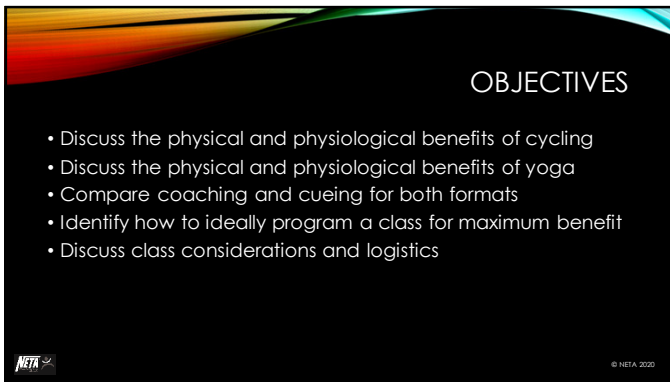 OBJECTIVES
• Discuss the physical and physiological benefits of cycling
• Discuss the physical and physiological benefits of yoga
• Compare coaching and cueing for both formats
• Identify how to ideally program a class for maximum benefit
• Discuss class considerations and logistics
NETA
© NETA 2020